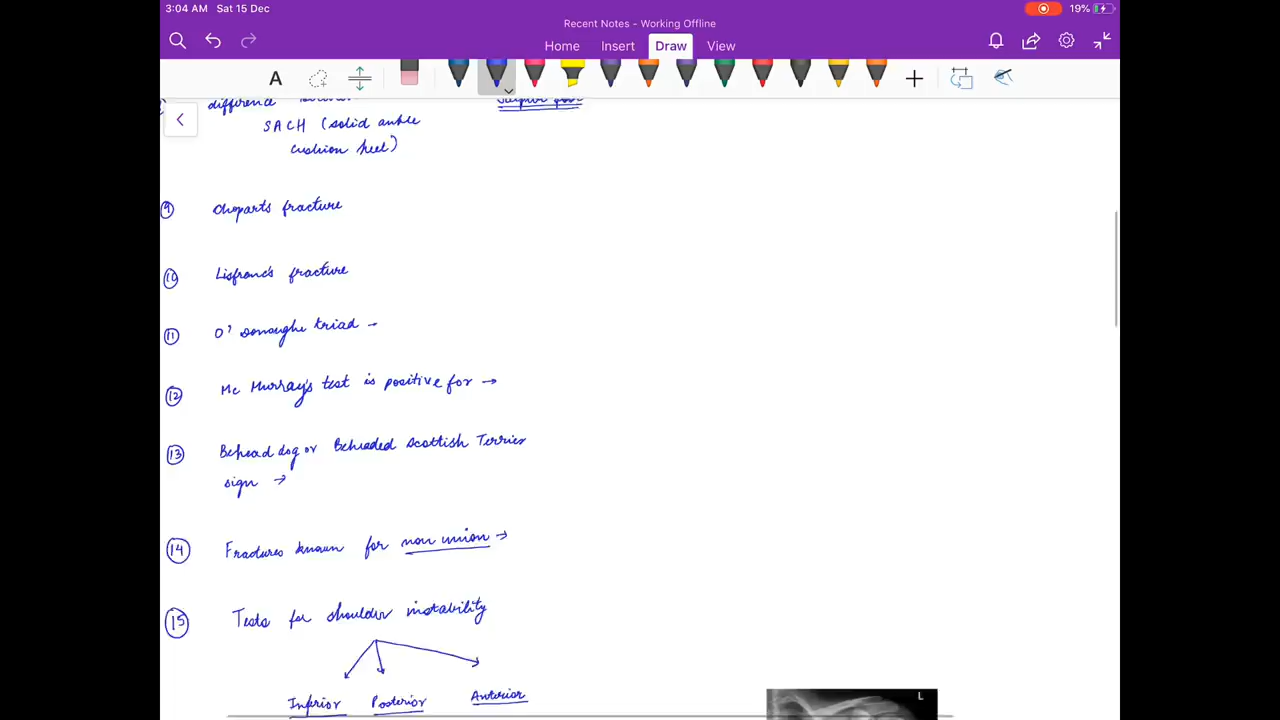 3:04 AM Sat 15 Dec
19%
Recent Notes - Working Offline
Home Insert Draw View
A
difference
SACH (solid ankle
cushion heel)
9 Choparts fracture
10 Lisfranc's fracture
11 O' Donoughe triad -
12 Mc Murray's test is positive for →
13 Behead dog or Beheaded Scottish Terrier
sign →
14 Fractures known for non union →
15 Tests for shoulder instability
Inferior Posterior Anterior
L